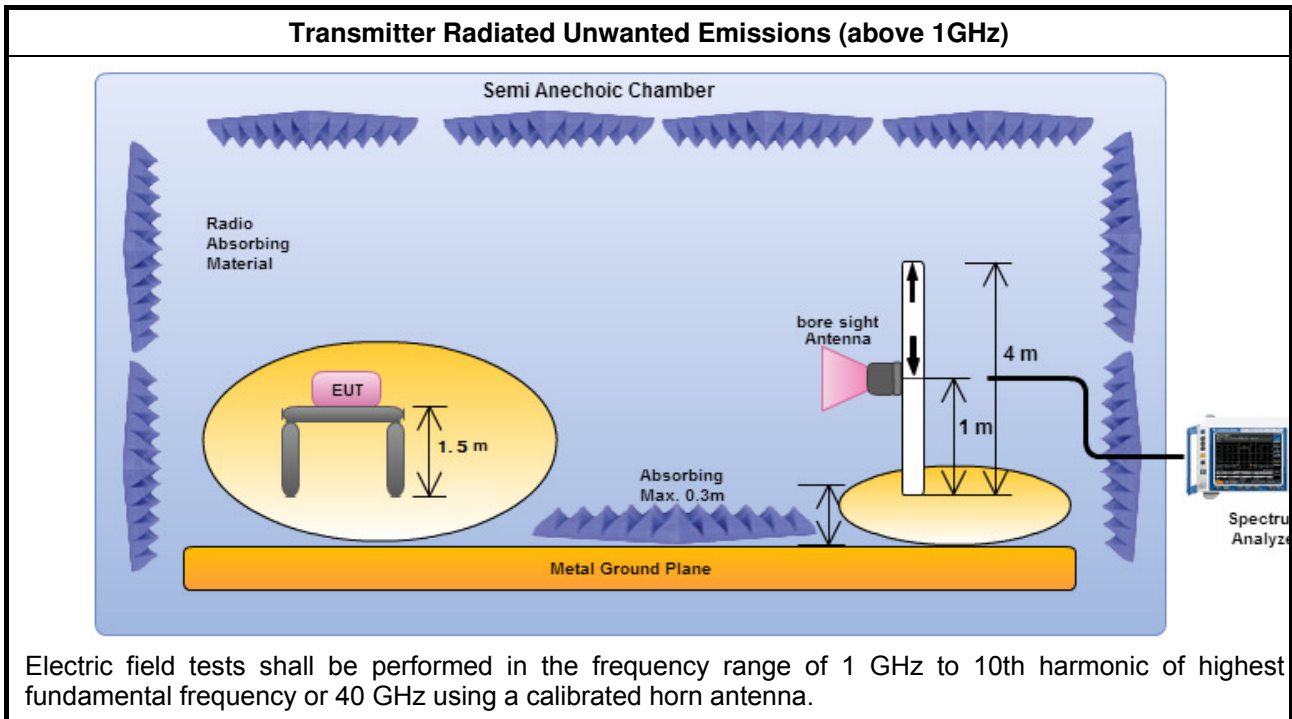 Transmitter Radiated Unwanted Emissions (above 1GHz)
Semi Anechoic Chamber
Radio
Absorbing
Material
bore sight
Antenna
4 m
EUT
1.5 m
1 m
Absorbing
Max. 0.3m
Spectru
Analyze
Metal Ground Plane
Electric field tests shall be performed in the frequency range of 1 GHz to 10th harmonic of highest
fundamental frequency or 40 GHz using a calibrated horn antenna.